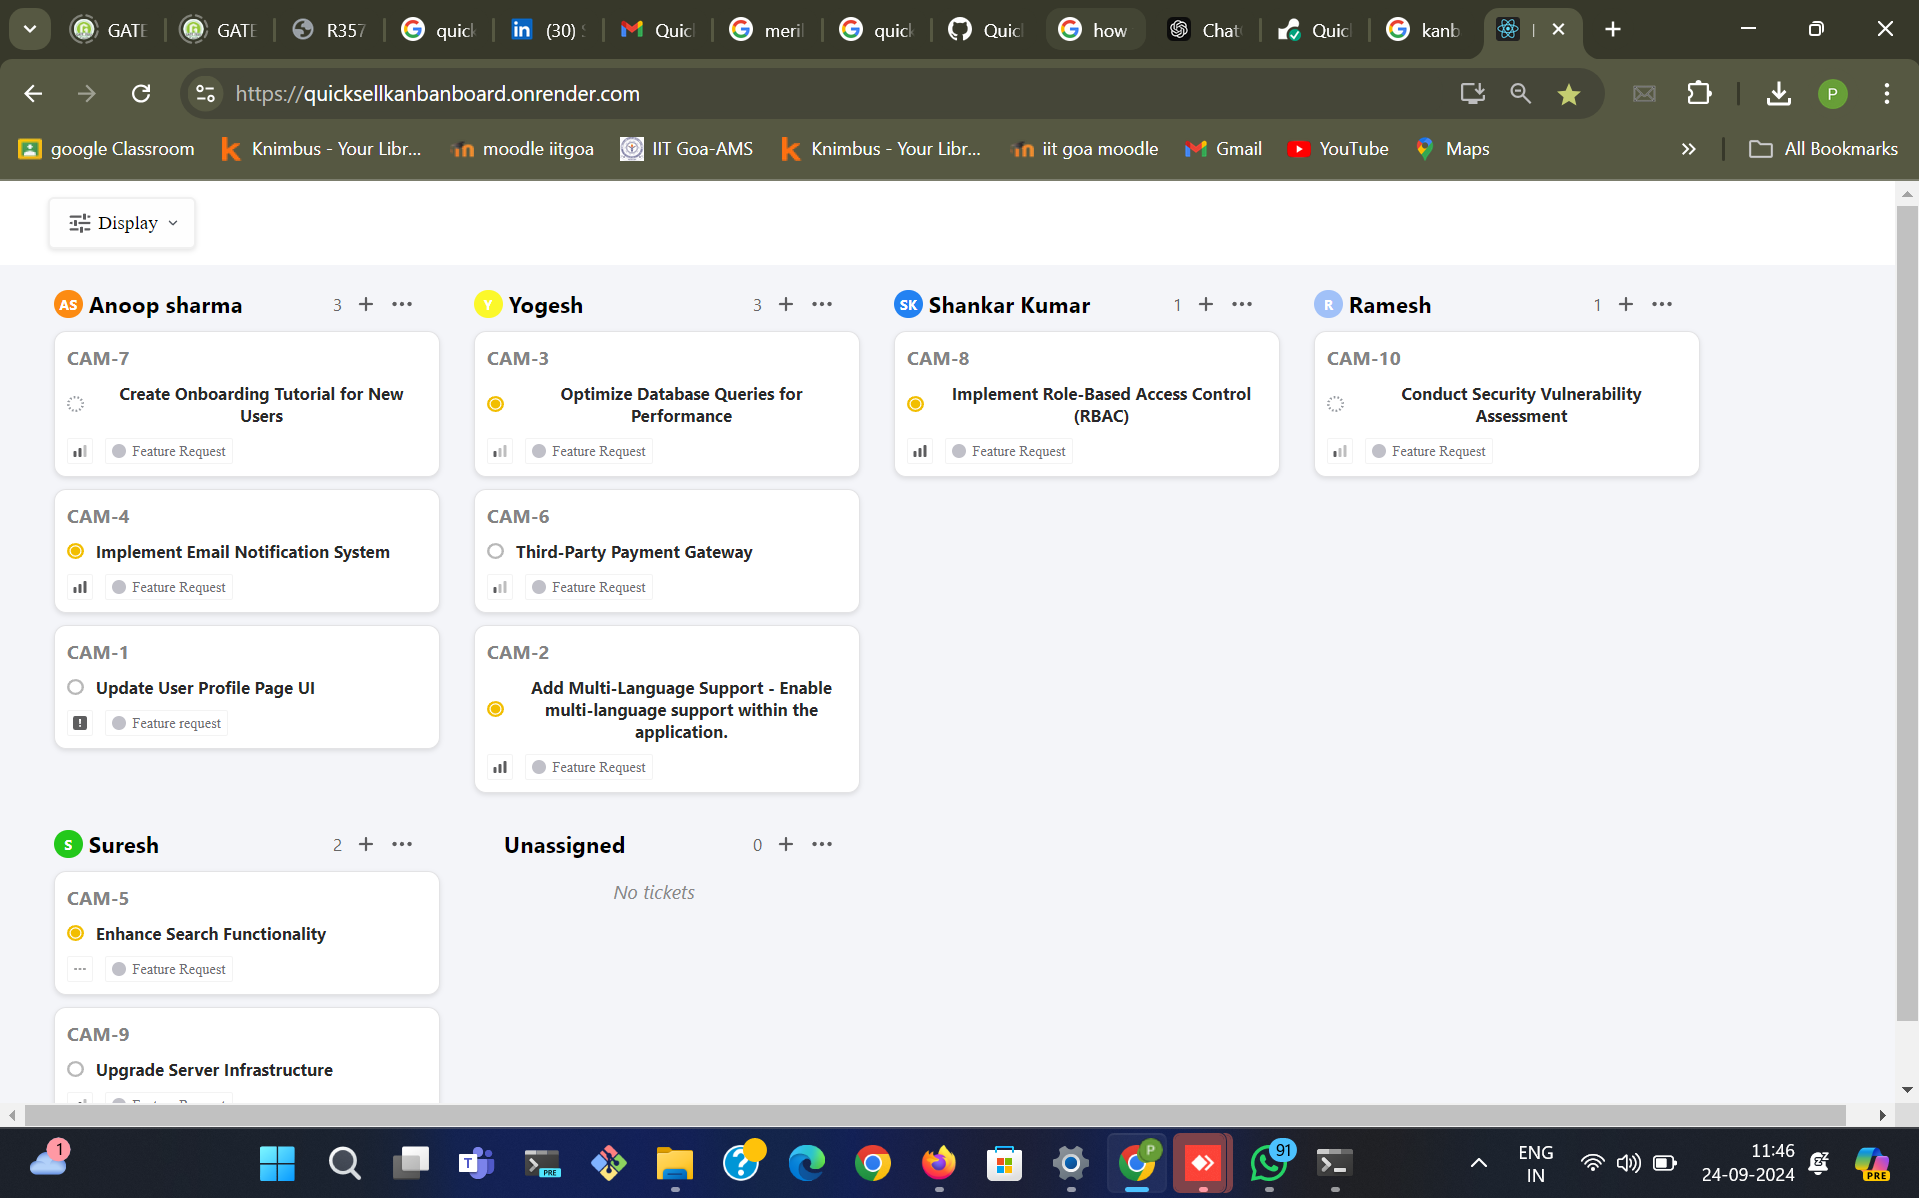 GATE
GATE
R357
quick
(30)
Quic
meril
quick
Quic
how
Chat
Quic
kanb
https://quicksellkanbanboard.onrender.com
P
google Classroom
Knimbus - Your Libr...
moodle iitgoa
IIT Goa-AMS
Knimbus - Your Libr...
iit goa moodle
Gmail
YouTube
Maps
All Bookmarks
Display
AS Anoop sharma 3
CAM-7
Create Onboarding Tutorial for New
Users
Feature Request
CAM-4
Implement Email Notification System
Feature Request
CAM-1
Update User Profile Page UI
Feature request
Y Yogesh 3
CAM-3
Optimize Database Queries for
Performance
Feature Request
CAM-6
Third-Party Payment Gateway
Feature Request
CAM-2
Add Multi-Language Support - Enable
multi-language support within the
application.
Feature Request
SK Shankar Kumar 1
CAM-8
Implement Role-Based Access Control
(RBAC)
Feature Request
R Ramesh 1
CAM-10
Conduct Security Vulnerability
Assessment
Feature Request
S Suresh 2
CAM-5
Enhance Search Functionality
Feature Request
CAM-9
Upgrade Server Infrastructure
Unassigned 0
No tickets
1
T
PRE
P
91
ENG
IN
11:46
24-09-2024
PRE